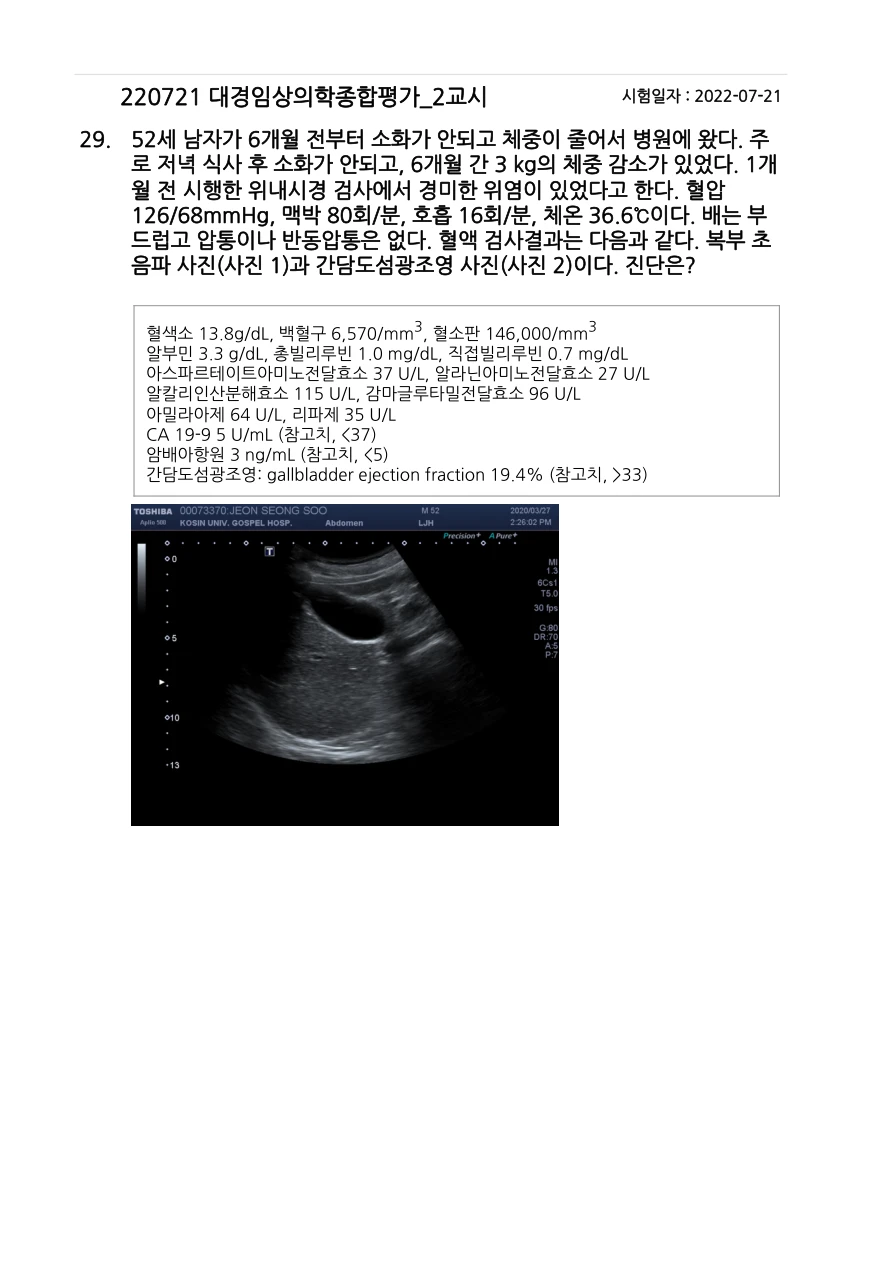 220721 대경임상의학종합평가_2교시
시험일자 : 2022-07-21
29. 52세 남자가 6개월 전부터 소화가 안되고 체중이 줄어서 병원에 왔다. 주
로 저녁 식사 후 소화가 안되고, 6개월 간 3 kg의 체중 감소가 있었다. 1개
월 전 시행한 위내시경 검사에서 경미한 위염이 있었다고 한다. 혈압
126/68mmHg, 맥박 80회/분, 호흡 16회/분, 체온 36.6℃이다. 배는 부
드럽고 압통이나 반동압통은 없다. 혈액 검사결과는 다음과 같다. 복부 초
음파 사진(사진 1)과 간담도섬광조영 사진(사진 2)이다. 진단은?
혈색소 13.8g/dL, 백혈구 6,570/mm³, 혈소판 146,000/mm³
알부민 3.3 g/dL, 총빌리루빈 1.0 mg/dL, 직접빌리루빈 0.7 mg/dL
아스파르테이트아미노전달효소 37 U/L, 알라닌아미노전달효소 27 U/L
알칼리인산분해효소 115 U/L, 감마글루타밀전달효소 96 U/L
아밀라아제 64 U/L, 리파제 35 U/L
CA 19-9 5 U/mL (참고치, <37)
암배아항원 3 ng/mL (참고치, <5)
간담도섬광조영: gallbladder ejection fraction 19.4% (참고치, >33)
TOSHIBA 00073370:JEON SEONG SOO M 52 2020/03/27
Aplio 500 KOSIN UNIV. GOSPEL HOSP. Abdomen LJH 2:26:02 PM
Precision+ A Pure+
T
0
MI
1.3
6Cs1
T5.0
30 fps
G:80
DR:70
A:5
P:7
5
10
13